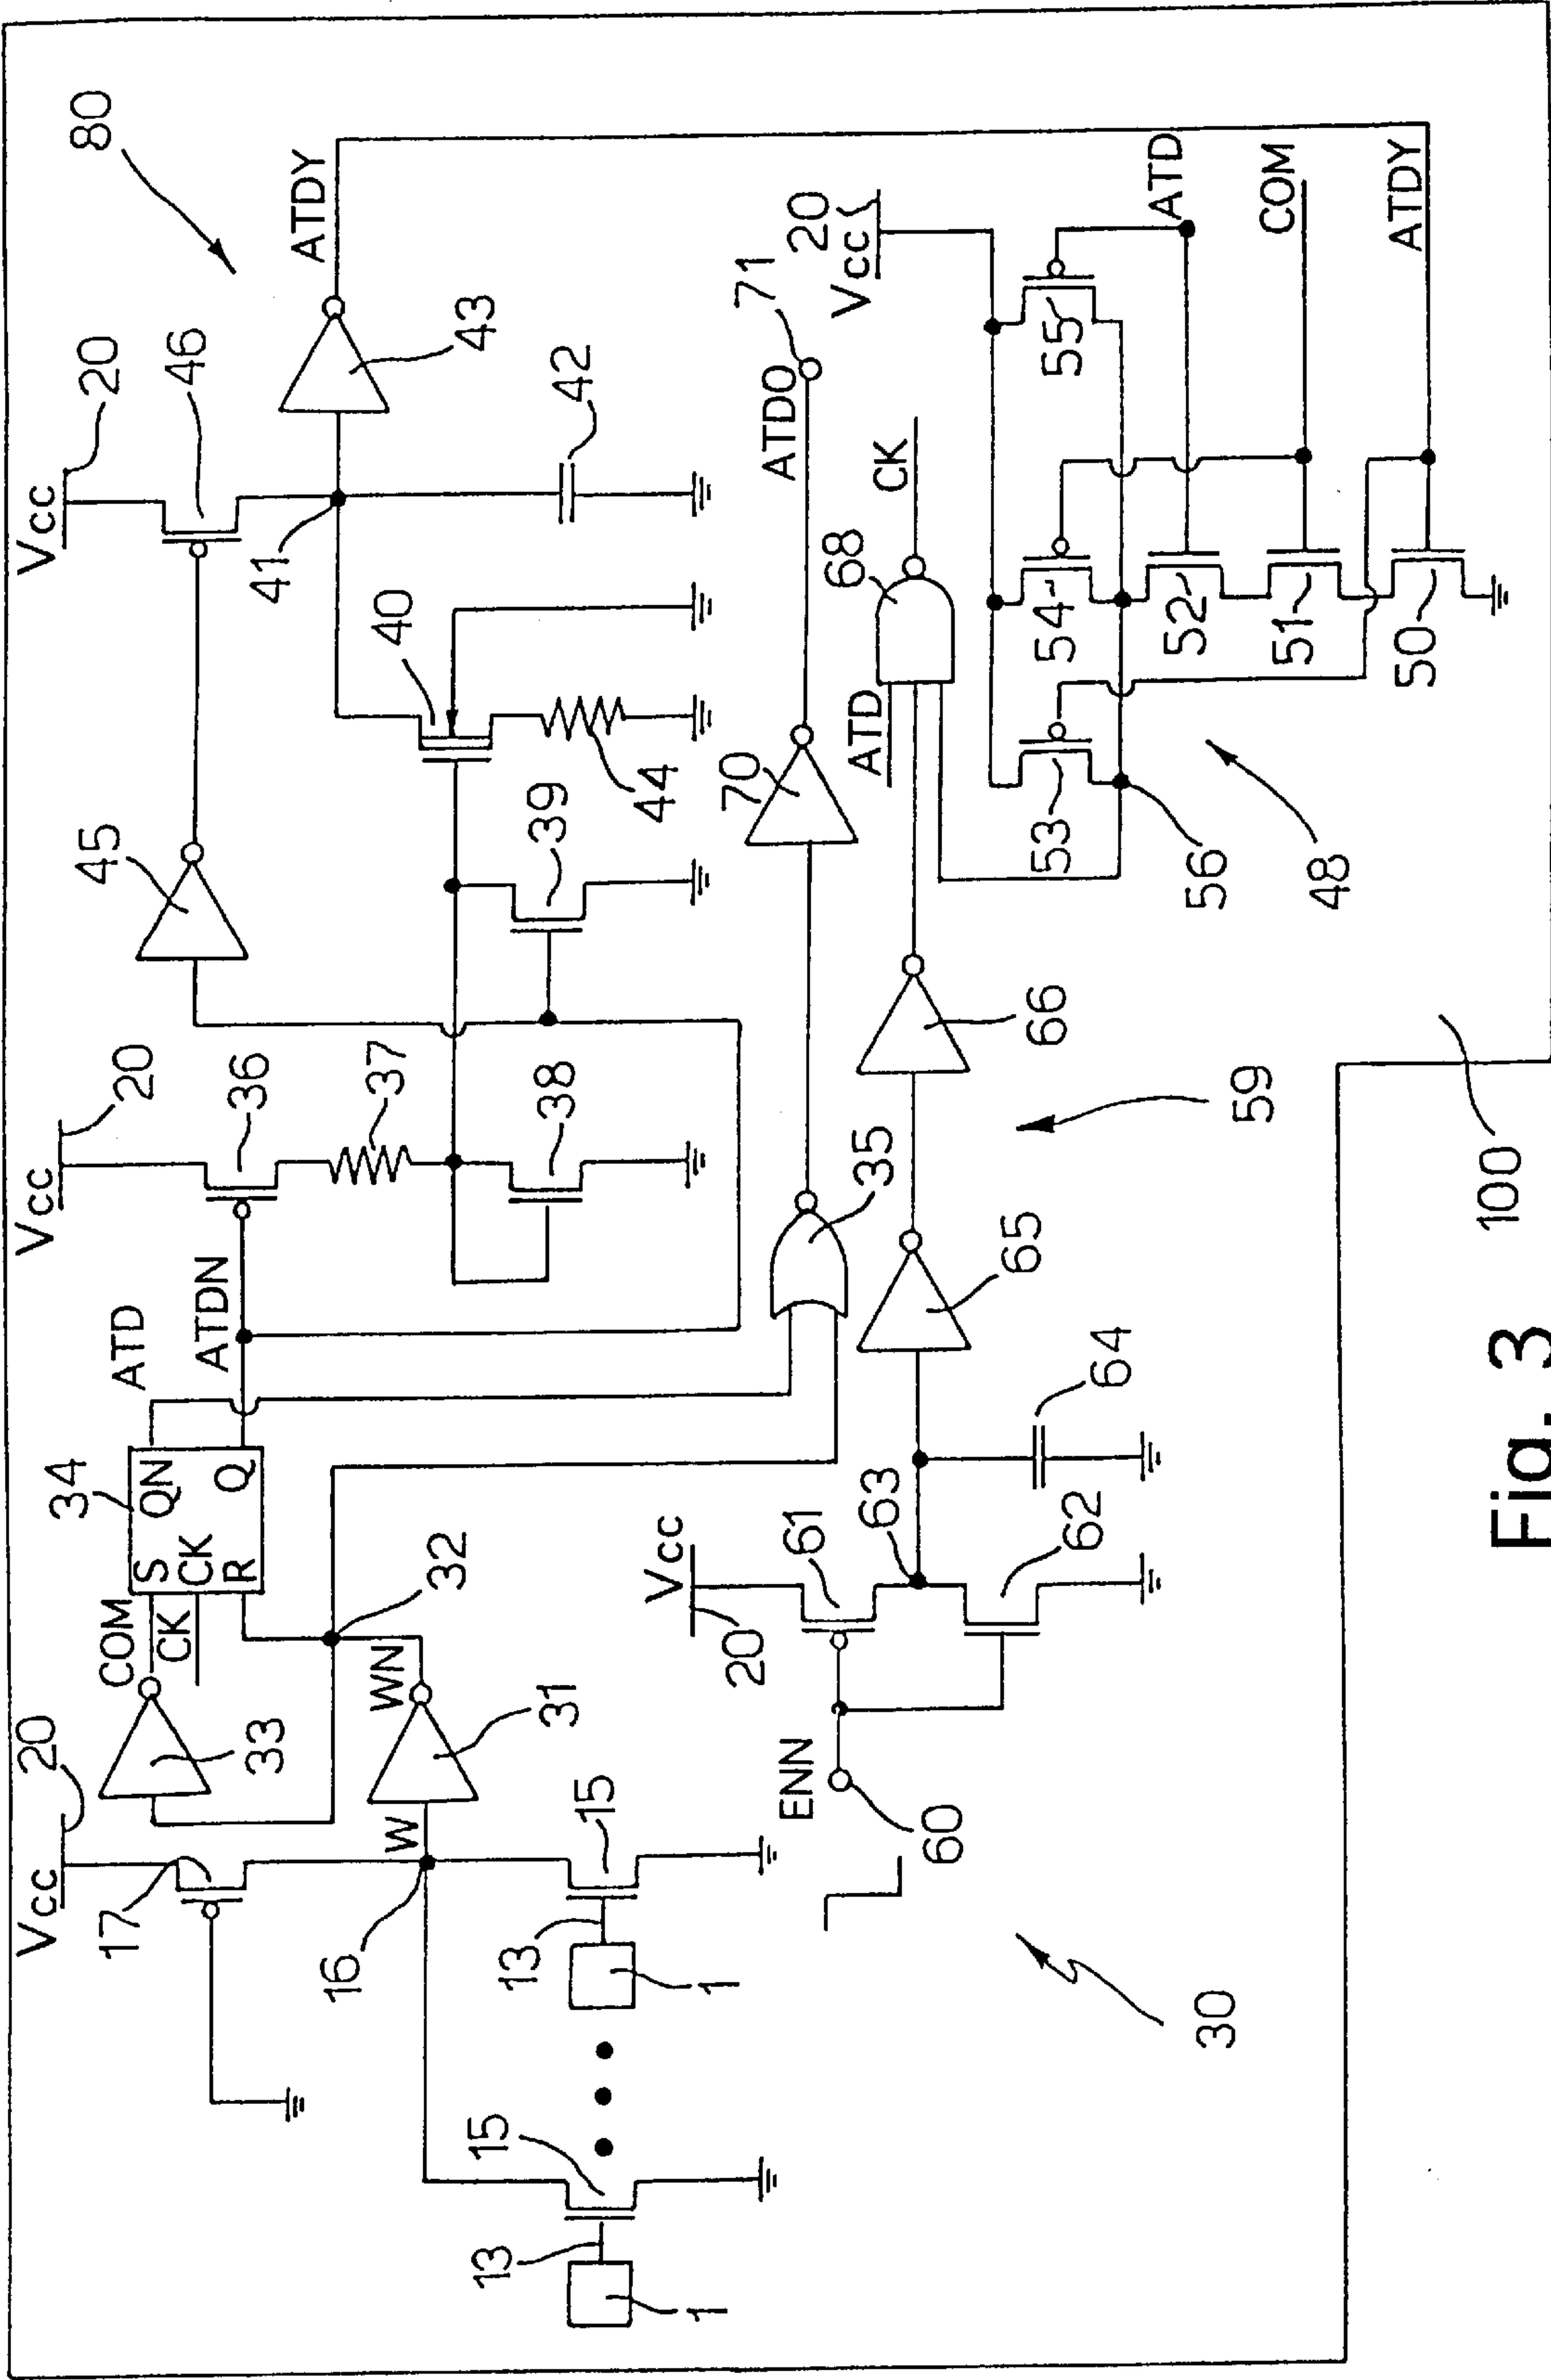 80
Vcc
20
Vcc
20
Vcc
20
17
33
COM
CK
S
CK
R
QN
Q
34
ATD
ATDN
36
37
38
45
46
41
40
39
44
42
43
ATDY
16
W
WN
31
32
15
13
1
15
13
1
35
70
ATDO
71
ENN
60
Vcc
20
61
63
62
64
65
66
59
ATD
68
CK
Vcc
20
53
54
55
52
51
50
56
48
ATD
COM
ATDY
30
100
Fig. 3